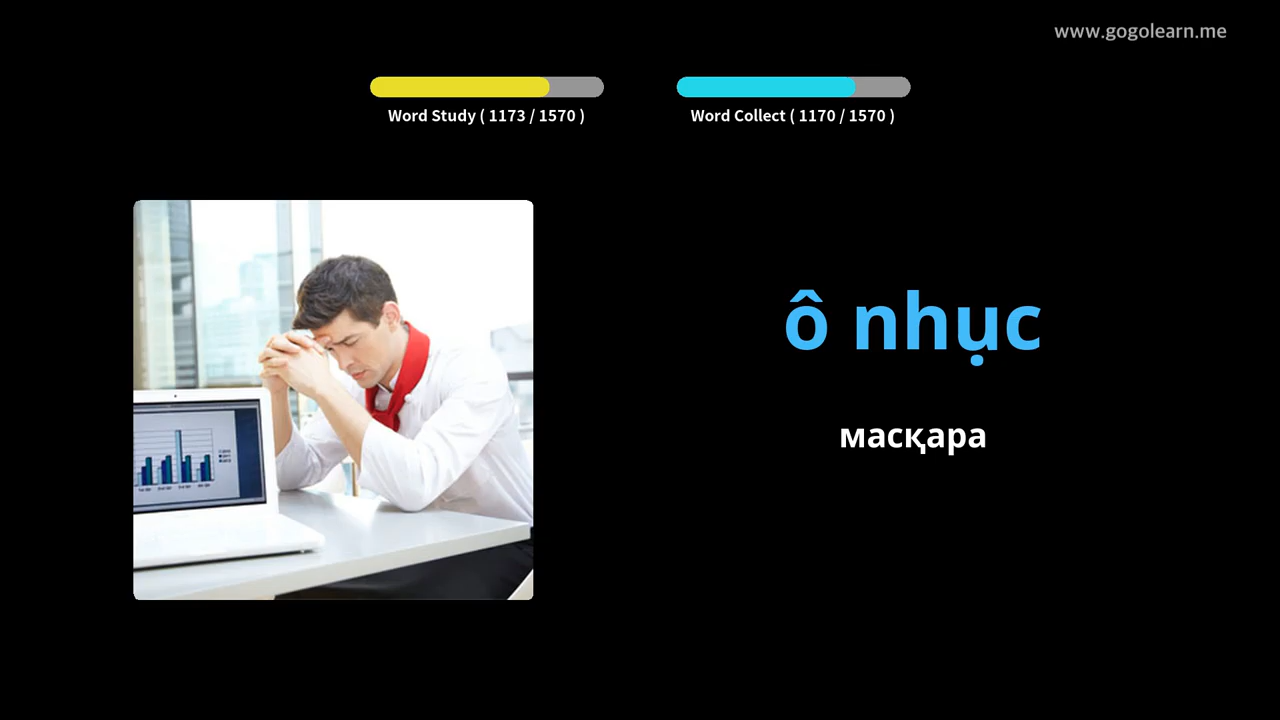 www.gogolearn.me
Word Study ( 1173 / 1570 )
Word Collect ( 1170 / 1570 )
ô nhục
масқара